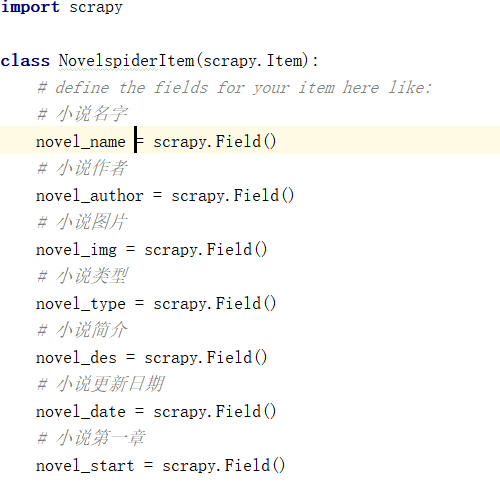 import scrapy
class NovelspiderItem(scrapy.Item):
# define the fields for your item here like:
# 小说名字
novel_name = scrapy.Field()
# 小说作者
novel_author = scrapy.Field()
# 小说图片
novel_img = scrapy.Field()
# 小说类型
novel_type = scrapy.Field()
# 小说简介
novel_des = scrapy.Field()
# 小说更新日期
novel_date = scrapy.Field()
# 小说第一章
novel_start = scrapy.Field()